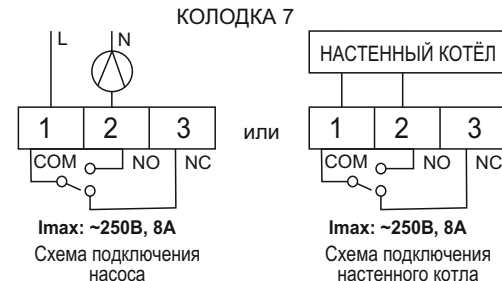 КОЛОДКА 7
L N
1 2 3
COM NO NC
Imax: ~250В, 8А
Схема подключения
насоса
или
НАСТЕННЫЙ КОТЁЛ
1 2 3
COM NO NC
Imax: ~250В, 8А
Схема подключения
настенного котла